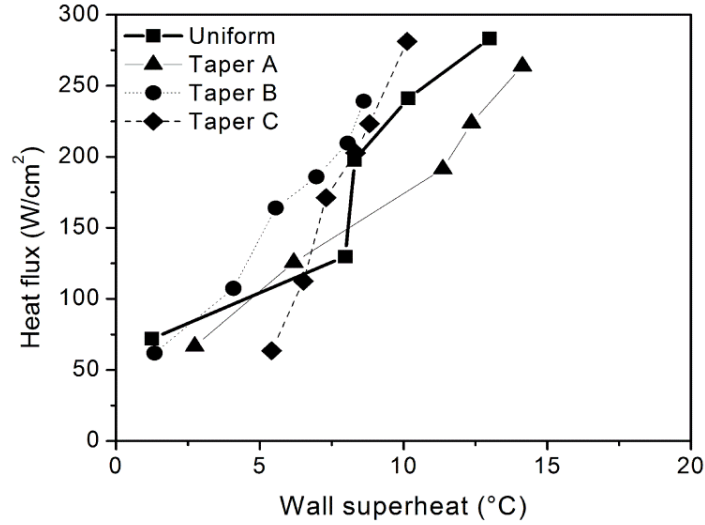 300
250
200
150
100
50
0
Heat flux (W/cm²)
Uniform
Taper A
Taper B
Taper C
0 5 10 15 20
Wall superheat (°C)